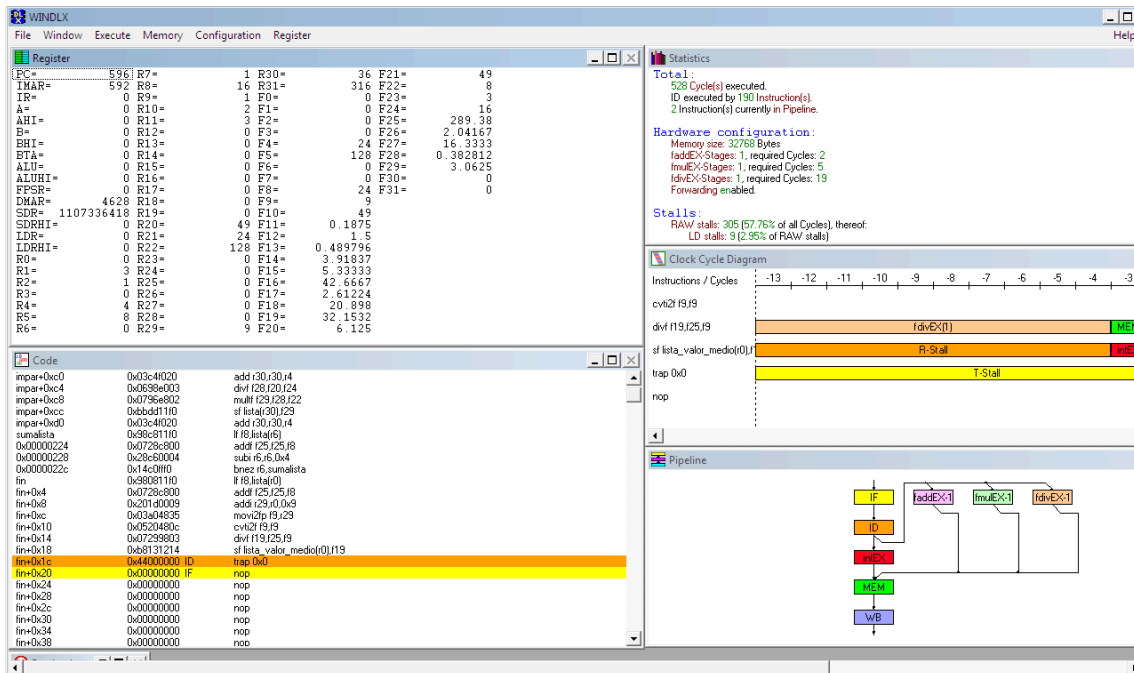 WINDLX
File Window Execute Memory Configuration Register Help
Register
PC= 596 R7= 1 R30= 36 F21= 49
IMAR= 592 R8= 16 R31= 316 F22= 8
IR= 0 R9= 1 F0= 0 F23= 3
A= 0 R10= 2 F1= 0 F24= 16
AHI= 0 R11= 3 F2= 0 F25= 289.38
B= 0 R12= 0 F3= 0 F26= 2.04167
BHI= 0 R13= 0 F4= 24 F27= 16.3333
BTA= 0 R14= 0 F5= 128 F28= 0.382812
ALU= 0 R15= 0 F6= 0 F29= 3.0625
ALUHI= 0 R16= 0 F7= 0 F30= 0
FPSR= 0 R17= 0 F8= 24 F31= 0
DMAR= 4628 R18= 0 F9= 9
SDR= 1107336418 R19= 0 F10= 49
SDRHI= 0 R20= 49 F11= 0.1875
LDR= 0 R21= 24 F12= 1.5
LDRHI= 0 R22= 128 F13= 0.489796
R0= 0 R23= 0 F14= 3.91837
R1= 3 R24= 0 F15= 5.33333
R2= 1 R25= 0 F16= 42.6667
R3= 0 R26= 0 F17= 2.61224
R4= 4 R27= 0 F18= 20.898
R5= 8 R28= 0 F19= 32.1532
R6= 0 R29= 9 F20= 6.125
Statistics
Total:
528 Cycle(s) executed.
ID executed by 190 Instruction(s).
2 Instruction(s) currently in Pipeline.
Hardware configuration:
Memory size: 32768 Bytes
faddEX-Stages: 1, required Cycles: 2
fmulEX-Stages: 1, required Cycles: 5
fdivEX-Stages: 1, required Cycles: 19
Forwarding enabled.
Stalls:
RAW stalls: 305 (57.76% of all Cycles), thereof:
LD stalls: 9 (2.95% of RAW stalls)
Clock Cycle Diagram
Instructions / Cycles -13 -12 -11 -10 -9 -8 -7 -6 -5 -4 -3
cvti2f f9,f9
divf f19,f25,f9 fdivEX(1) MEM
sf lista_valor_medio(r0),f R-Stall intEX
trap 0x0 T-Stall
nop
Code
impar+0xc0 0x03c4f020 add r30,r30,r4
impar+0xc4 0x0698e003 divf f28,f20,f24
impar+0xc8 0x0796e802 multf f29,f28,f22
impar+0xcc 0xbbdd11f0 sf lista(r30),f29
impar+0xd0 0x03c4f020 add r30,r30,r4
sumalista 0x98c811f0 lf f8,lista(r6)
0x00000224 0x0728c800 addf f25,f25,f8
0x00000228 0x28c60004 subi r6,r6,0x4
0x0000022c 0x14c0fff0 bnez r6,sumalista
fin 0x980811f0 lf f8,lista(r0)
fin+0x4 0x0728c800 addf f25,f25,f8
fin+0x8 0x201d0009 addi r29,r0,0x9
fin+0xc 0x03a04835 movi2fp f9,r29
fin+0x10 0x0520480c cvti2f f9,f9
fin+0x14 0x07299803 divf f19,f25,f9
fin+0x18 0xb8131214 sf lista_valor_medio(r0),f19
fin+0x1c 0x44000000 ID trap 0x0
fin+0x20 0x00000000 IF nop
fin+0x24 0x00000000 nop
fin+0x28 0x00000000 nop
fin+0x2c 0x00000000 nop
fin+0x30 0x00000000 nop
fin+0x34 0x00000000 nop
fin+0x38 0x00000000 nop
Pipeline
IF faddEX-1 fmulEX-1 fdivEX-1
ID
intEX
MEM
WB